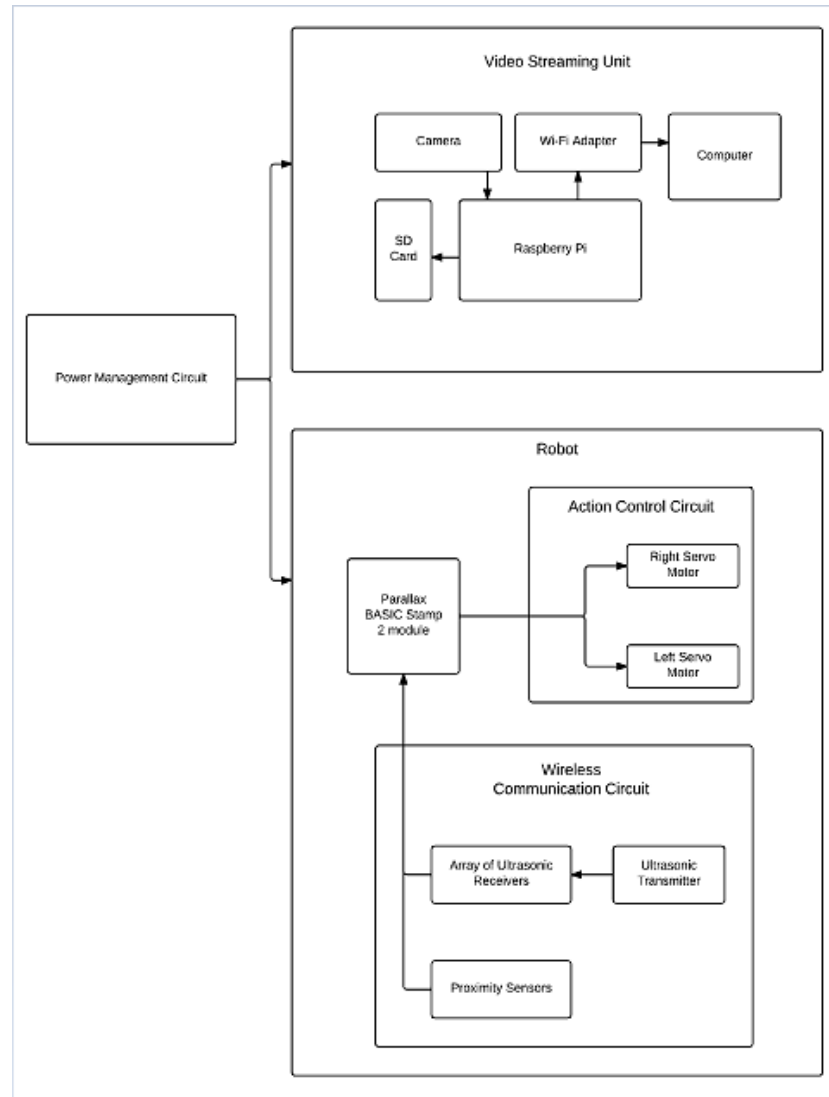 Video Streaming Unit
Camera
Wi-Fi Adapter
Computer
SD
Card
Raspberry Pi
Power Management Circuit
Robot
Action Control Circuit
Right Servo
Motor
Parallax
BASIC Stamp
2 module
Left Servo
Motor
Wireless
Communication Circuit
Array of Ultrasonic
Receivers
Ultrasonic
Transmitter
Proximity Sensors